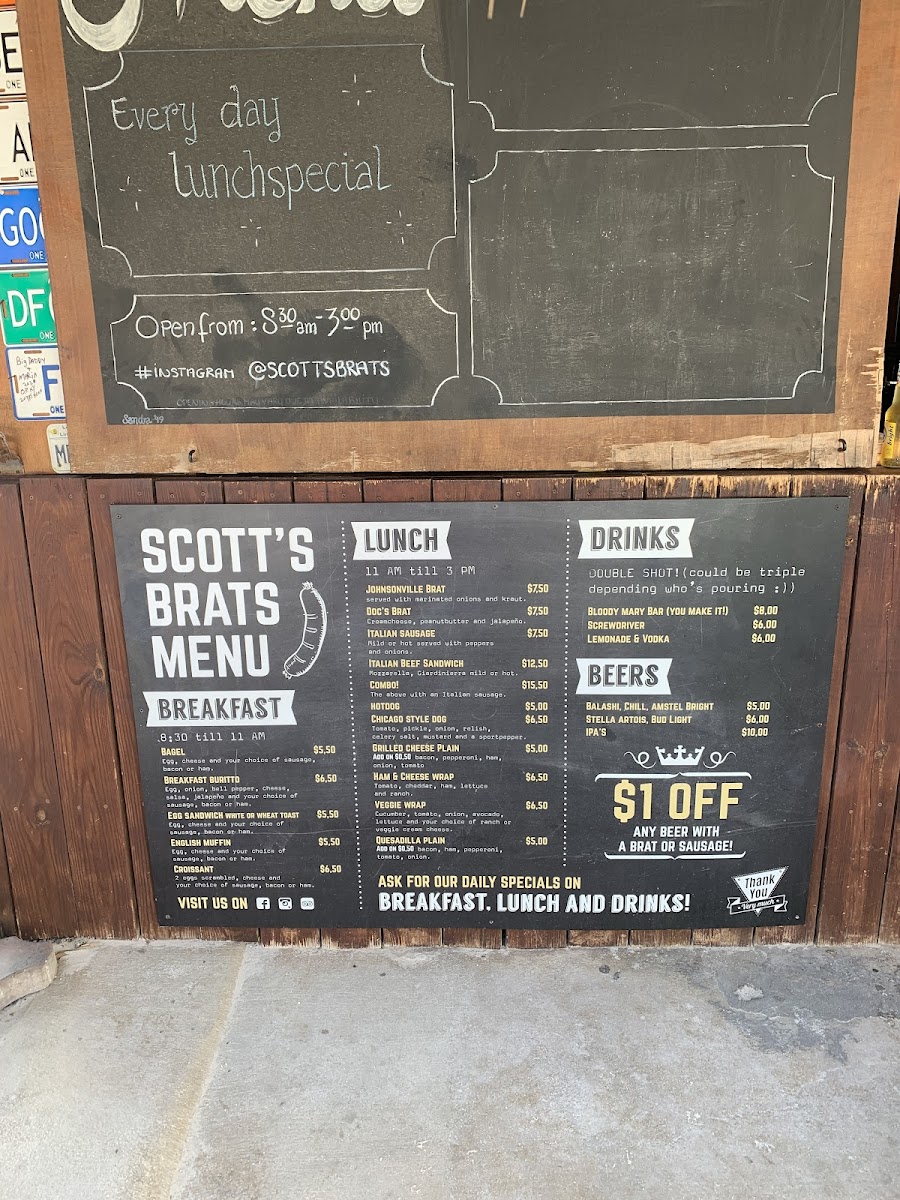 Menu
Every day
lunchspecial
Open from : 8³⁰ am - 3⁰⁰ pm
#INSTAGRAM @SCOTTSBRATS
Sandra '19
ONE
ONE
GO
ONE
DF
ONE
F
ONE
SCOTT'S
BRATS
MENU
BREAKFAST
8:30 till 11 AM
BAGEL $5,50
Egg, cheese and your choice of sausage,
bacon or ham.
BREAKFAST BURITTO $6,50
Egg, onion, bell pepper, cheese,
salsa, jalapeño and your choice of
sausage, bacon or ham.
EGG SANDWICH WHITE OR WHEAT TOAST $5,50
Egg, cheese and your choice of
sausage, bacon or ham.
ENGLISH MUFFIN $5,50
Egg, cheese and your choice of
sausage, bacon or ham.
CROISSANT $6,50
2 eggs scrambled, cheese and
your choice of sausage, bacon or ham.
VISIT US ON
LUNCH
11 AM till 3 PM
JOHNSONVILLE BRAT $7,50
served with marinated onions and kraut.
DOC'S BRAT $7,50
Creamcheese, peanutbutter and jalapeño.
ITALIAN SAUSAGE $7,50
Mild or hot served with peppers
and onions.
ITALIAN BEEF SANDWICH $12,50
Mozzarella, Giardinierra mild or hot.
COMBO! $15,50
The above with an Italian sausage.
HOTDOG $5,00
CHICAGO STYLE DOG $6,50
Tomato, pickle, onion, relish,
celery salt, mustard and a sportpepper.
GRILLED CHEESE PLAIN $5,00
ADD ON $0,50 bacon, pepperoni, ham,
onion, tomato
HAM & CHEESE WRAP $6,50
Tomato, cheddar, ham, lettuce
and ranch.
VEGGIE WRAP $6,50
Cucumber, tomato, onion, avocado,
lettuce and your choice of ranch or
veggie cream cheese.
QUESADILLA PLAIN $5,00
ADD ON $0,50 bacon, ham, pepperoni,
tomato, onion.
DRINKS
DOUBLE SHOT!(could be triple
depending who's pouring :))
BLOODY MARY BAR (YOU MAKE IT!) $8,00
SCREWDRIVER $6,00
LEMONADE & VODKA $6,00
BEERS
BALASHI, CHILL, AMSTEL BRIGHT $5,00
STELLA ARTOIS, BUD LIGHT $6,00
IPA'S $10,00
$1 OFF
ANY BEER WITH
A BRAT OR SAUSAGE!
ASK FOR OUR DAILY SPECIALS ON
BREAKFAST, LUNCH AND DRINKS!
Thank
You
Very much